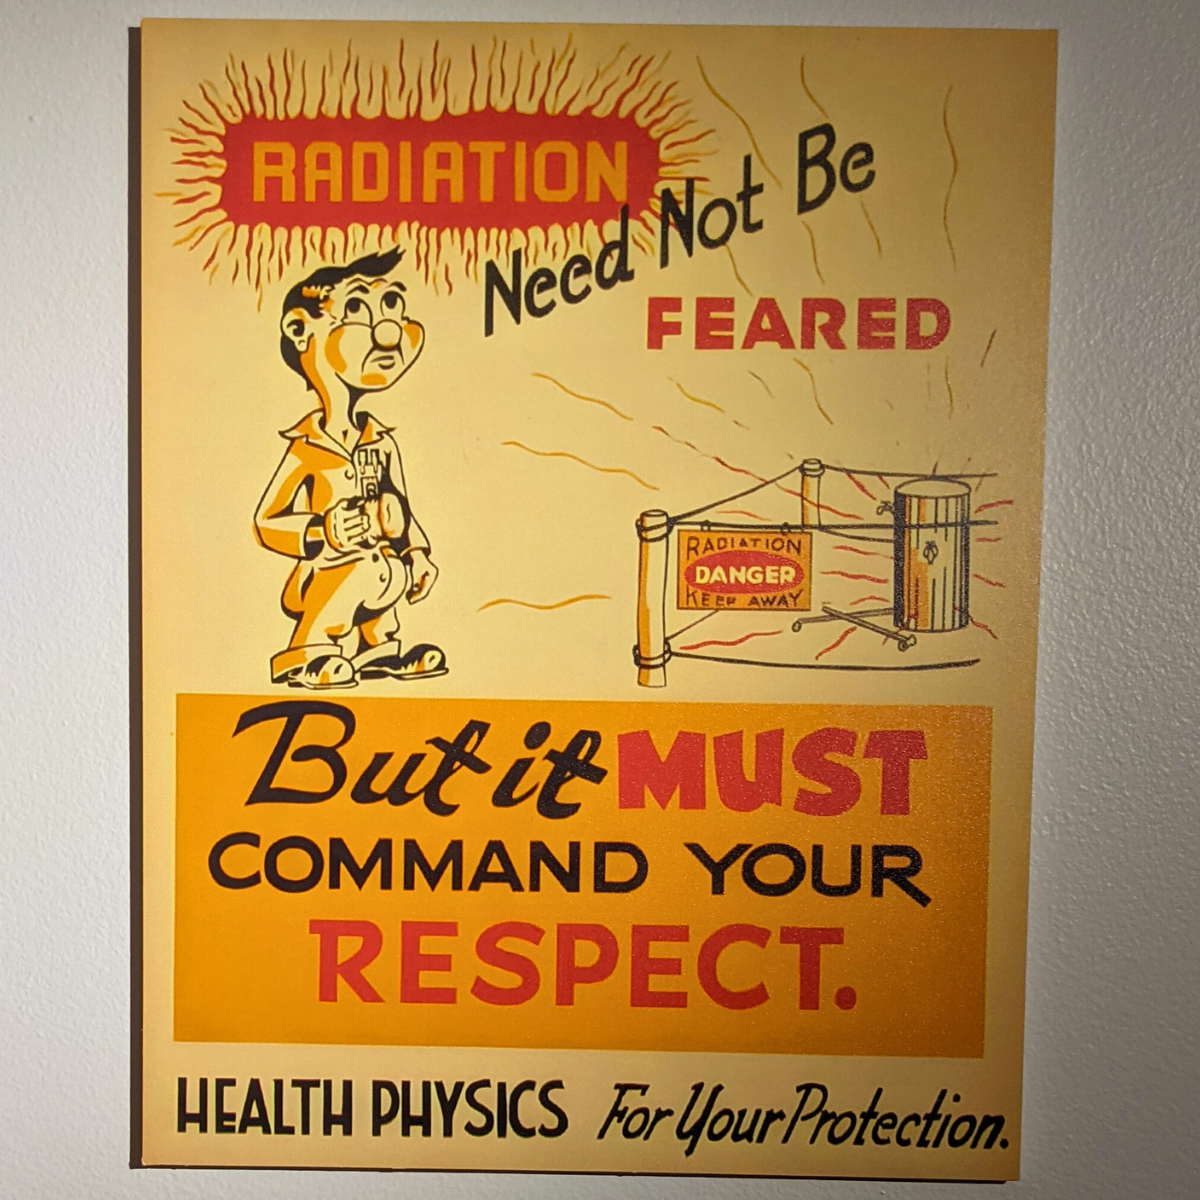 RADIATION
Need Not Be
FEARED
RADIATION
DANGER
KEEP AWAY
But it MUST
COMMAND YOUR
RESPECT.
HEALTH PHYSICS For Your Protection.